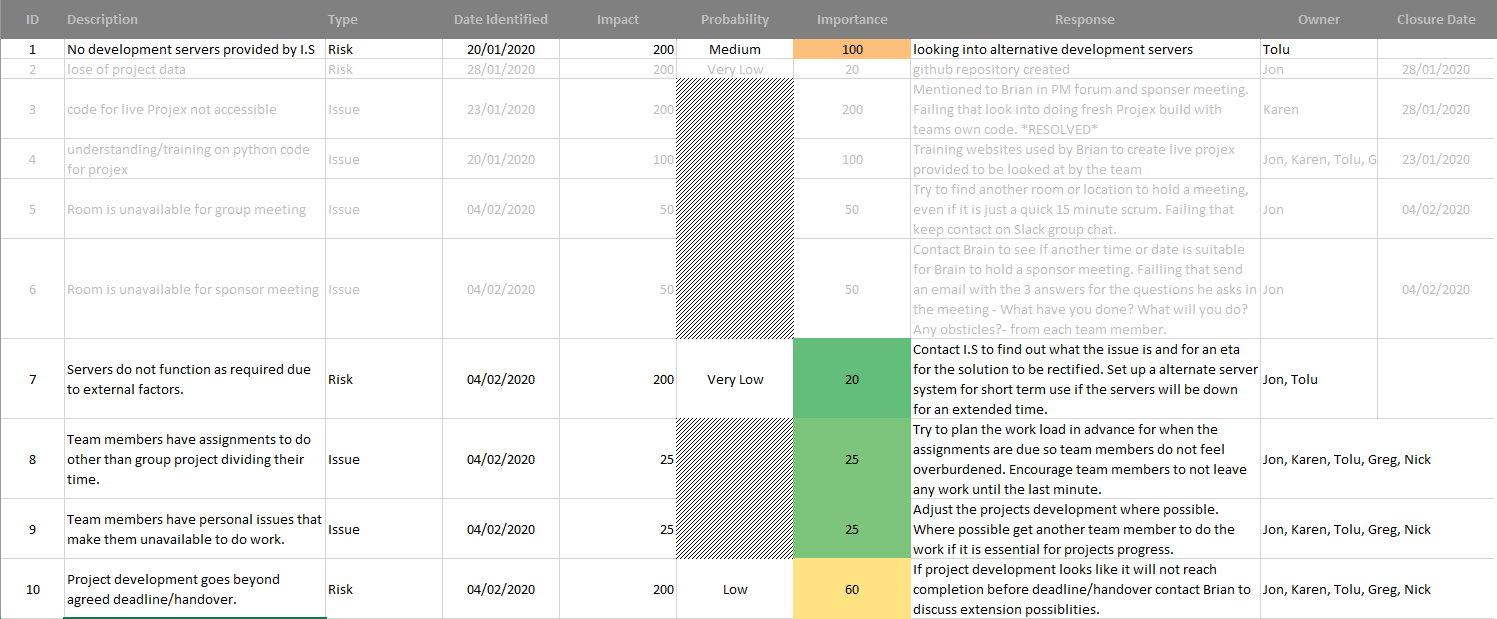 ID Description Type Date Identified Impact Probability Importance Response Owner Closure Date
1 No development servers provided by I.S Risk 20/01/2020 200 Medium 100 looking into alternative development servers Tolu
2 lose of project data Risk 28/01/2020 200 Very Low 20 github repository created Jon 28/01/2020
3 code for live Projex not accessible Issue 23/01/2020 200 200
Mentioned to Brian in PM forum and sponser meeting.
Failing that look into doing fresh Projex build with
teams own code. *RESOLVED*
Karen 28/01/2020
4
understanding/training on python code
for projex
Issue 20/01/2020 100 100
Training websites used by Brian to create live projex
provided to be looked at by the team
Jon, Karen, Tolu, G 23/01/2020
5 Room is unavailable for group meeting Issue 04/02/2020 50 50
Try to find another room or location to hold a meeting,
even if it is just a quick 15 minute scrum. Failing that
keep contact on Slack group chat.
Jon 04/02/2020
6 Room is unavailable for sponsor meeting Issue 04/02/2020 50 50
Contact Brain to see if another time or date is suitable
for Brain to hold a sponsor meeting. Failling that send
an email with the 3 answers for the questions he asks in
the meeting - What have you done? What will you do?
Any obsticles?- from each team member.
Jon 04/02/2020
7
Servers do not function as required due
to external factors.
Risk 04/02/2020 200 Very Low 20
Contact I.S to find out what the issue is and for an eta
for the solution to be rectified. Set up a alternate server
system for short term use if the servers will be down
for an extended time.
Jon, Tolu
8
Team members have assignments to do
other than group project dividing their
time.
Issue 04/02/2020 25 25
Try to plan the work load in advance for when the
assignments are due so team members do not feel
overburdened. Encourage team members to not leave
any work until the last minute.
Jon, Karen, Tolu, Greg, Nick
9
Team members have personal issues that
make them unavailable to do work.
Issue 04/02/2020 25 25
Adjust the projects development where possible.
Where possible get another team member to do the
work if it is essential for projects progress.
Jon, Karen, Tolu, Greg, Nick
10
Project development goes beyond
agreed deadline/handover.
Risk 04/02/2020 200 Low 60
If project development looks like it will not reach
completion before deadline/handover contact Brian to
discuss extension possiblities.
Jon, Karen, Tolu, Greg, Nick